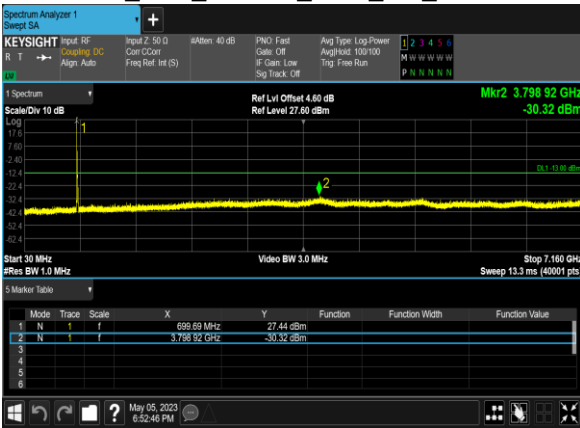 Spectrum Analyzer 1
Swept SA
+
KEYSIGHT Input: RF Input Z: 50 Ω #Atten: 40 dB PNO: Fast Avg Type: Log-Power 1 2 3 4 5 6
R T Coupling: DC Corr CCorr Gate: Off Avg|Hold: 100/100 M W W W W W
Align: Auto Freq Ref: Int (S) IF Gain: Low Trig: Free Run
LV Sig Track: Off P N N N N N
1 Spectrum Ref Lvl Offset 4.60 dB Mkr2 3.798 92 GHz
Scale/Div 10 dB Ref Level 27.60 dBm -30.32 dBm
Log
17.6
7.60
-2.40
-12.4
-22.4
-32.4
-42.4
-52.4
-62.4
1
DL1 -13.00 dBm
2
Start 30 MHz Video BW 3.0 MHz Stop 7.160 GHz
#Res BW 1.0 MHz Sweep 13.3 ms (40001 pts
5 Marker Table
Mode Trace Scale X Y Function Function Width Function Value
1 N 1 f 699.69 MHz 27.44 dBm
2 N 1 f 3.798 92 GHz -30.32 dBm
3
4
5
6
? May 05, 2023
6:52:46 PM